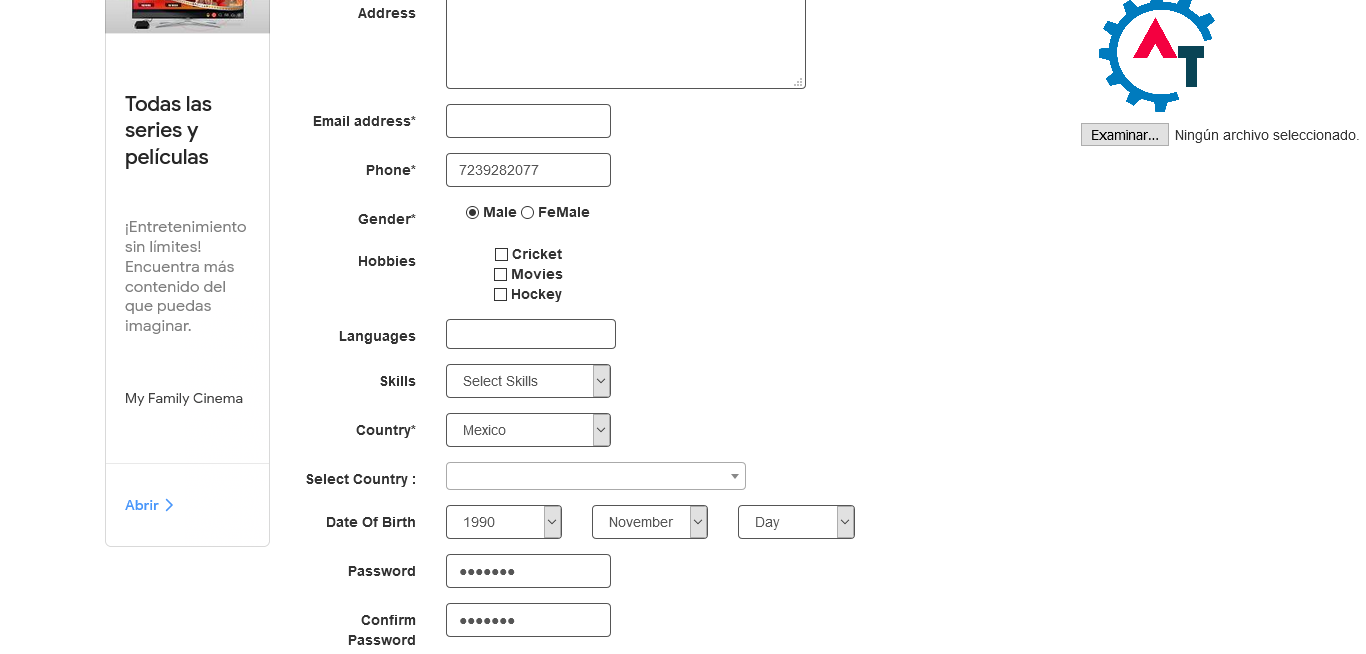 Todas las
series y
películas
¡Entretenimiento
sin límites!
Encuentra más
contenido del
que puedas
imaginar.
My Family Cinema
Abrir
Address
Email address*
Phone* 7239282077
Gender* Male FeMale
Hobbies Cricket
Movies
Hockey
Languages
Skills Select Skills
Country* Mexico
Select Country :
Date Of Birth 1990 November Day
Password ●●●●●●●
Confirm
Password ●●●●●●●
AT
Examinar... Ningún archivo seleccionado.